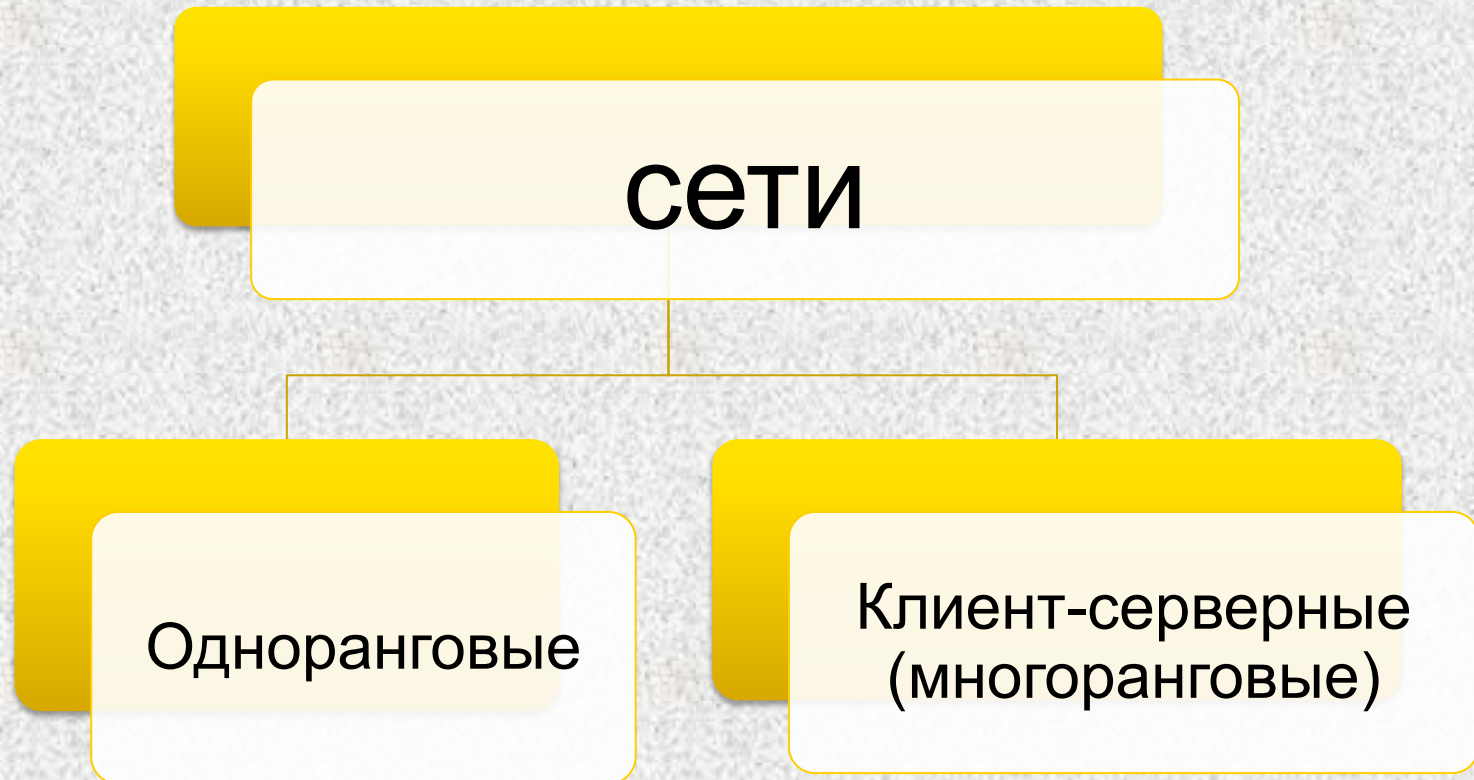 сети
Одноранговые
Клиент-серверные
(многоранговые)